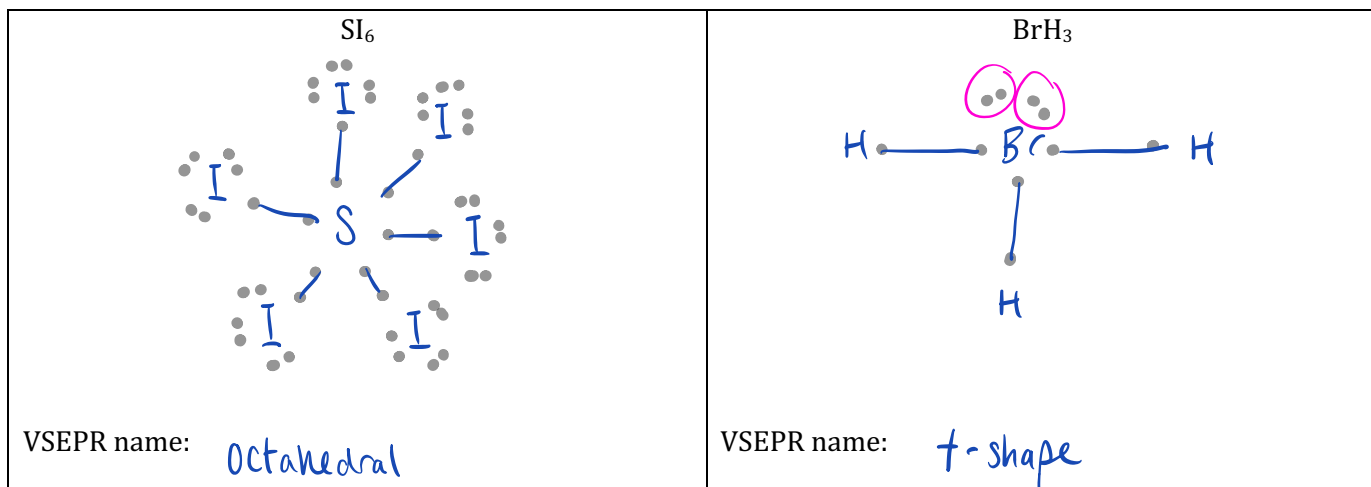 SI₆
I
I
I
S
I
I
I
VSEPR name: Octahedral
BrH₃
H Br H
H
VSEPR name: t-shape